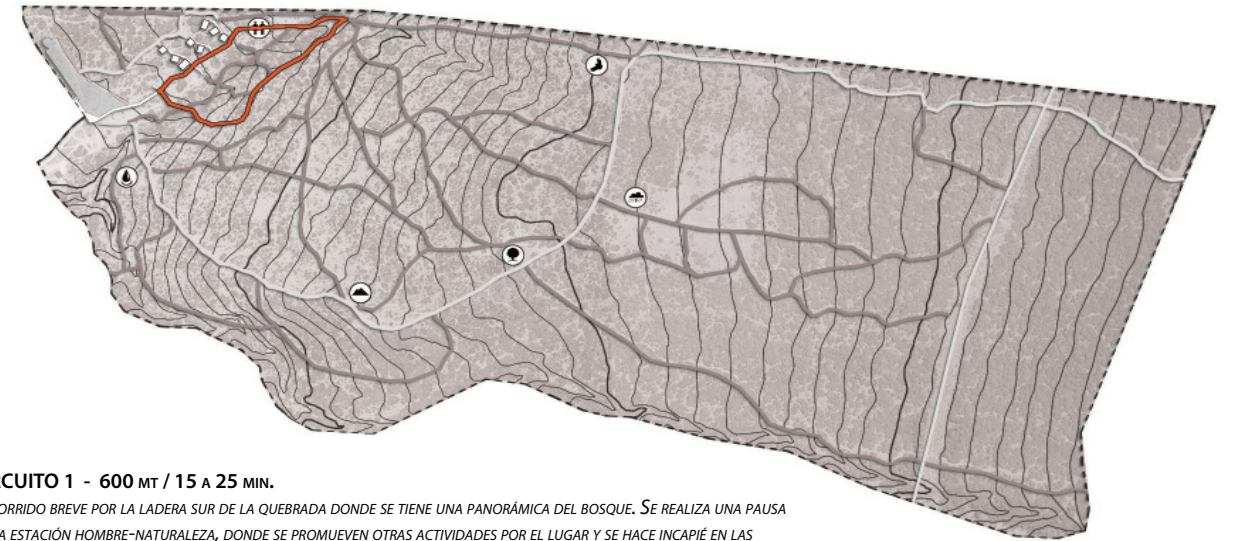 RCUITO 1 - 600 MT / 15 A 25 MIN.
ORRIDO BREVE POR LA LADERA SUR DE LA QUEBRADA DONDE SE TIENE UNA PANORÁMICA DEL BOSQUE. SE REALIZA UNA PAUSA
A ESTACIÓN HOMBRE-NATURALEZA, DONDE SE PROMUEVEN OTRAS ACTIVIDADES POR EL LUGAR Y SE HACE INCAPIÉ EN LAS